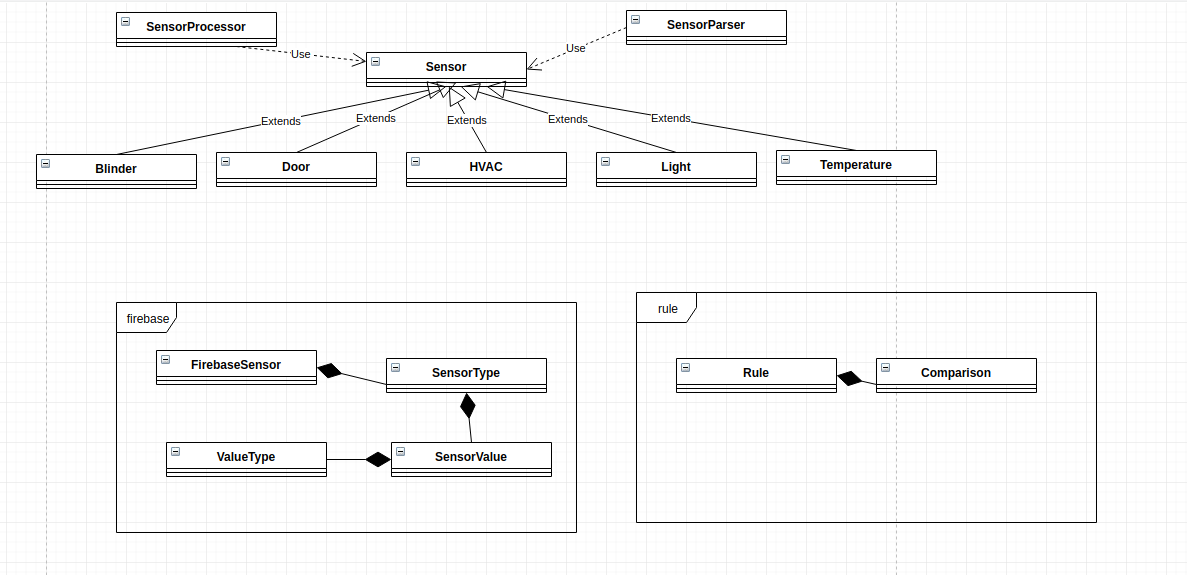 SensorProcessor
SensorParser
Use
Use
Sensor
Extends
Extends
Extends
Extends
Extends
Blinder
Door
HVAC
Light
Temperature
firebase
rule
FirebaseSensor
SensorType
Rule
Comparison
ValueType
SensorValue